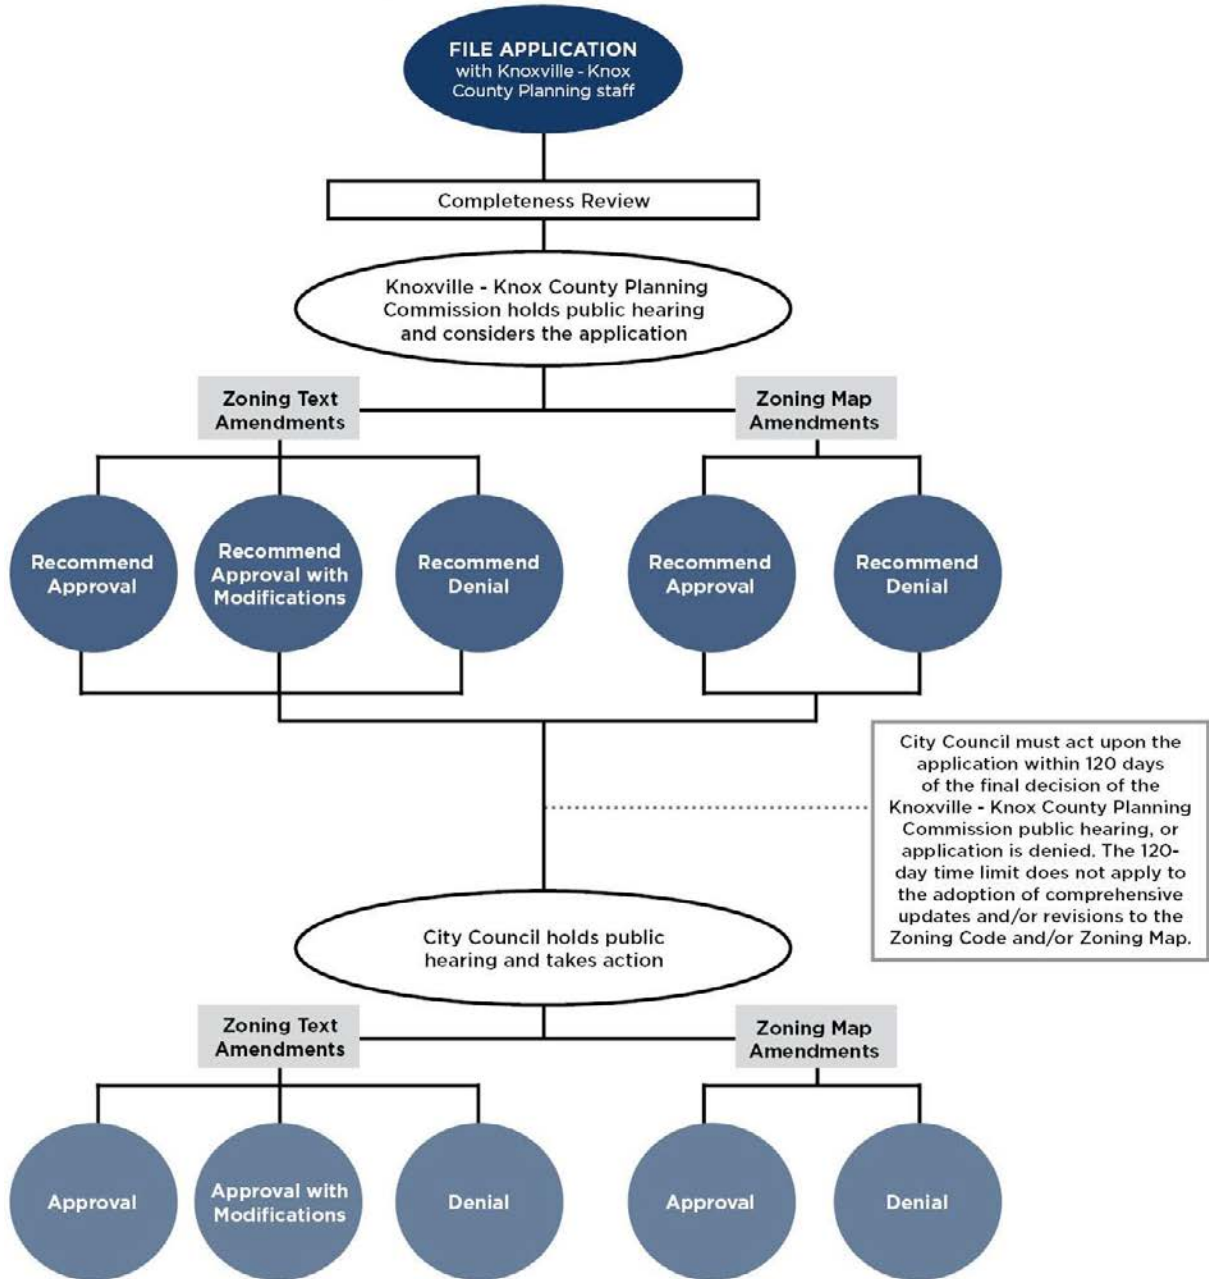 FILE APPLICATION
with Knoxville - Knox
County Planning staff
Completeness Review
Knoxville - Knox County Planning
Commission holds public hearing
and considers the application
Zoning Text
Amendments
Zoning Map
Amendments
Recommend
Approval
Recommend
Approval with
Modifications
Recommend
Denial
Recommend
Approval
Recommend
Denial
City Council must act upon the
application within 120 days
of the final decision of the
Knoxville - Knox County Planning
Commission public hearing, or
application is denied. The 120-
day time limit does not apply to
the adoption of comprehensive
updates and/or revisions to the
Zoning Code and/or Zoning Map.
City Council holds public
hearing and takes action
Zoning Text
Amendments
Zoning Map
Amendments
Approval
Approval with
Modifications
Denial
Approval
Denial